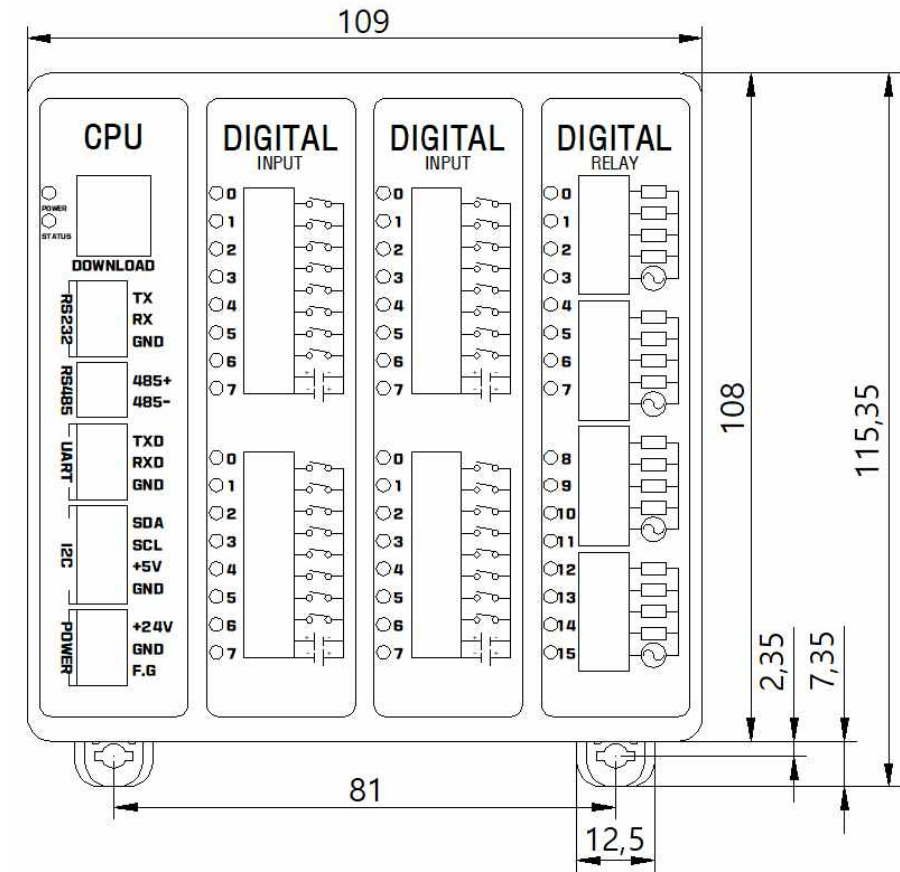 109
CPU
POWER
STATUS
DOWNLOAD
RS232
TX
RX
GND
RS485
485+
485-
UART
TXD
RXD
GND
I2C
SDA
SCL
+5V
GND
POWER
+24V
GND
F.G
DIGITAL
INPUT
0
1
2
3
4
5
6
7
0
1
2
3
4
5
6
7
DIGITAL
INPUT
0
1
2
3
4
5
6
7
0
1
2
3
4
5
6
7
DIGITAL
RELAY
0
1
2
3
4
5
6
7
8
9
10
11
12
13
14
15
108
115,35
2,35
7,35
81
12,5